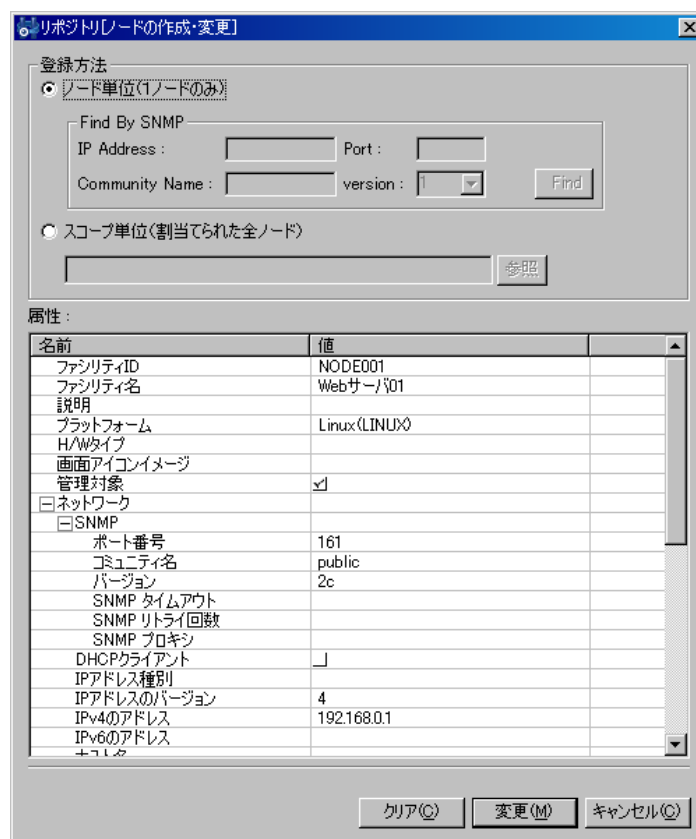 リポジトリ[ノードの作成・変更]
登録方法
ノード単位(1ノードのみ)
Find By SNMP
IP Address : Port :
Community Name : version : 1 Find
スコープ単位(割当てられた全ノード)
参照
属性 :
名前 値
ファシリティID NODE001
ファシリティ名 Webサーバ01
説明
プラットフォーム Linux(LINUX)
H/Wタイプ
画面アイコンイメージ
管理対象
ネットワーク
SNMP
ポート番号 161
コミュニティ名 public
バージョン 2c
SNMP タイムアウト
SNMP リトライ回数
SNMP プロキシ
DHCPクライアント
IPアドレス種別
IPアドレスのバージョン 4
IPv4のアドレス 192.168.0.1
IPv6のアドレス
クリア(C) 変更(M) キャンセル(C)